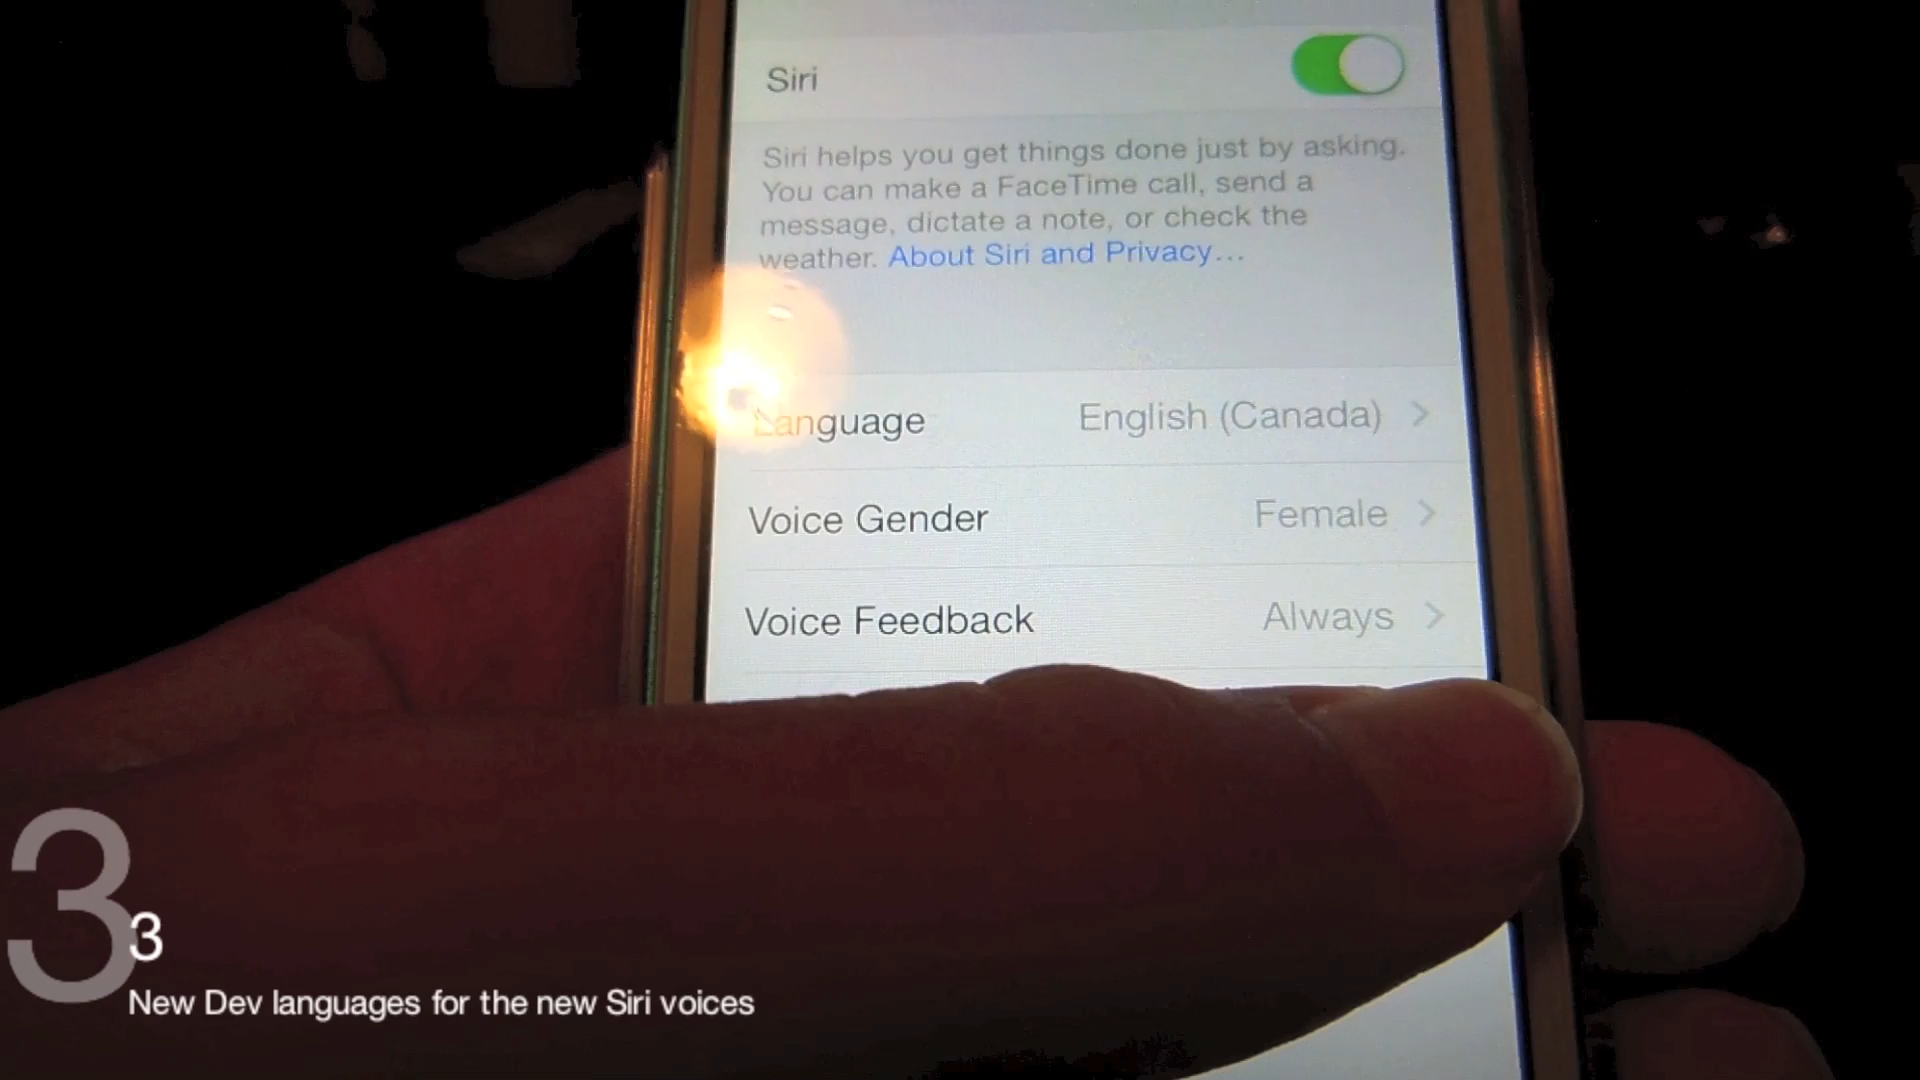 Siri
Siri helps you get things done just by asking.
You can make a FaceTime call, send a
message, dictate a note, or check the
weather. About Siri and Privacy...
Language English (Canada)
Voice Gender Female
Voice Feedback Always
3
3
New Dev languages for the new Siri voices